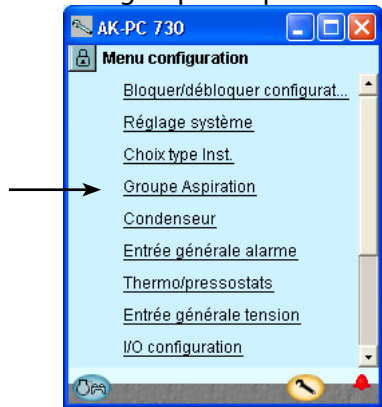 AK-PC 730
Menu configuration
Bloquer/débloquer configurat...
Réglage système
Choix type Inst.
Groupe Aspiration
Condenseur
Entrée générale alarme
Thermo/pressostats
Entrée générale tension
I/O configuration